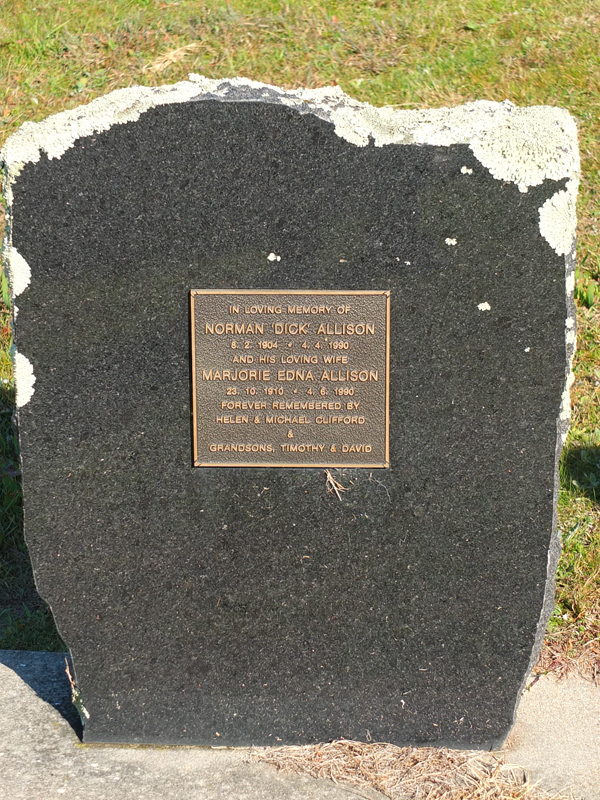 IN LOVING MEMORY OF
NORMAN 'DICK' ALLISON
8. 2. 1904 • 4. 4. 1990
AND HIS LOVING WIFE
MARJORIE EDNA ALLISON
23. 10. 1910 • 4. 6. 1990
FOREVER REMEMBERED BY
HELEN & MICHAEL CLIFFORD
&
GRANDSONS, TIMOTHY & DAVID